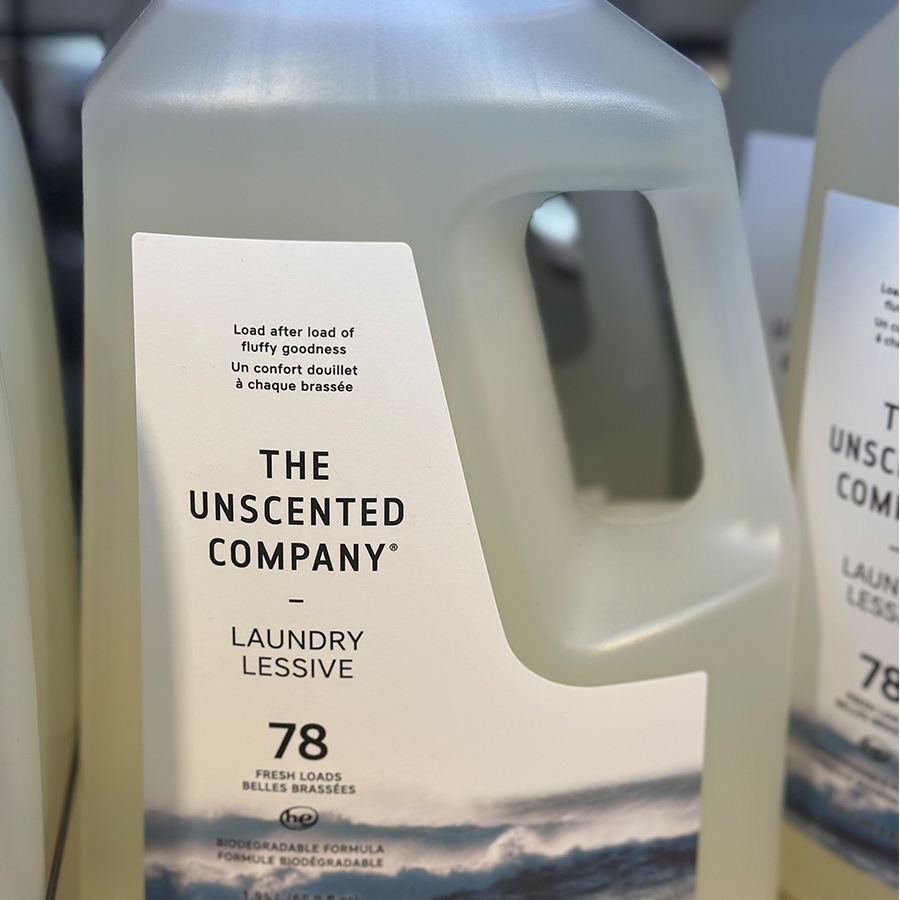 Load after load of
fluffy goodness
Un confort douillet
à chaque brassée
THE
UNSCENTED
COMPANY®
–
LAUNDRY
LESSIVE
78
FRESH LOADS
BELLES BRASSÉES
he
BIODEGRADABLE FORMULA
FORMULE BIODÉGRADABLE
78